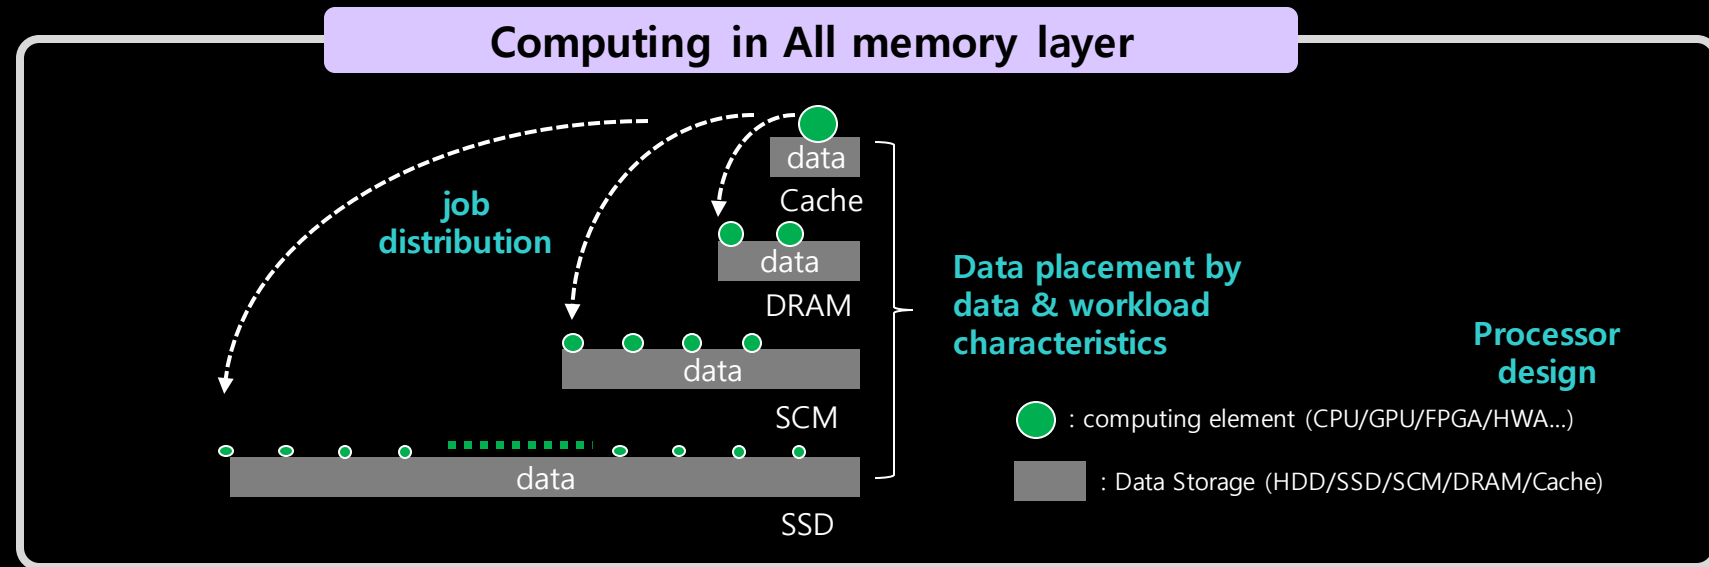 Computing in All memory layer
data
Cache
job
distribution
data
DRAM
Data placement by
data & workload
characteristics
Processor
design
data
SCM
: computing element (CPU/GPU/FPGA/HWA...)
data
: Data Storage (HDD/SSD/SCM/DRAM/Cache)
SSD